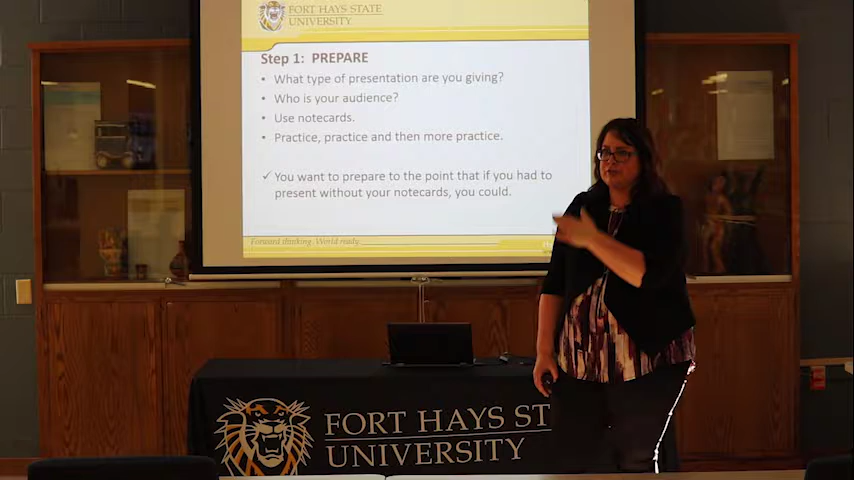 FORT HAYS STATE
UNIVERSITY
Step 1: PREPARE
• What type of presentation are you giving?
• Who is your audience?
• Use notecards.
• Practice, practice and then more practice.
✓ You want to prepare to the point that if you had to
present without your notecards, you could.
Forward thinking. World ready.
FORT HAYS ST
UNIVERSITY